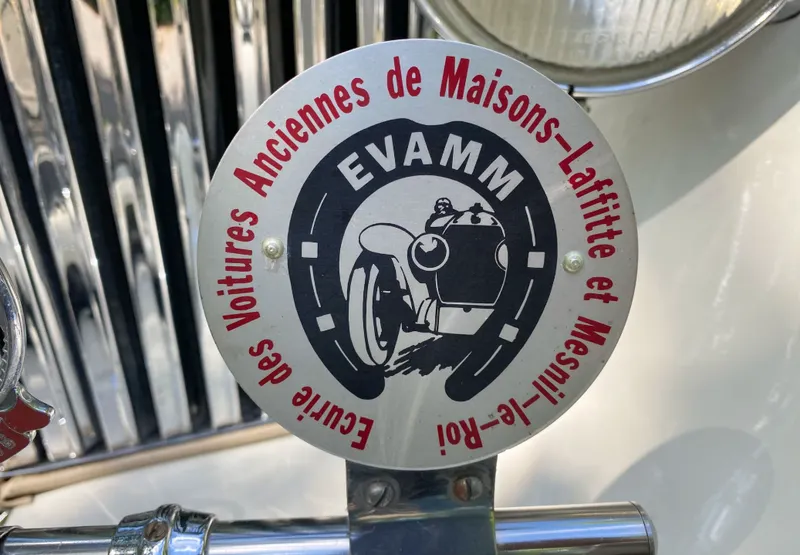 Ecurie des Voitures Anciennes de Maisons-Laffitte et Mesnil-le-Roi
EVAMM